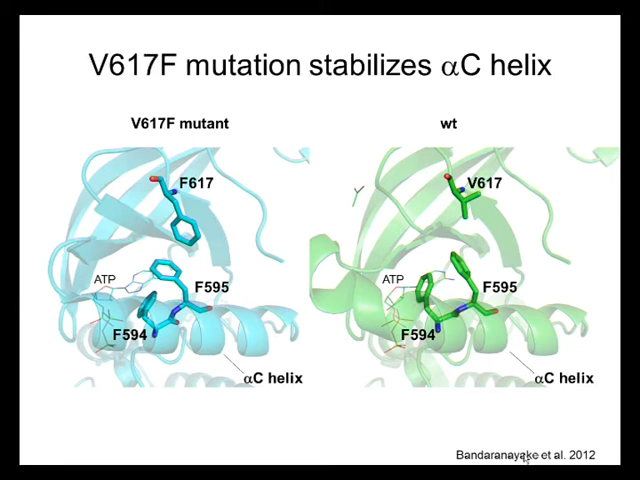 V617F mutation stabilizes αC helix
V617F mutant
wt
F617
V617
ATP
F595
F594
αC helix
ATP
F595
F594
αC helix
Bandaranayake et al. 2012